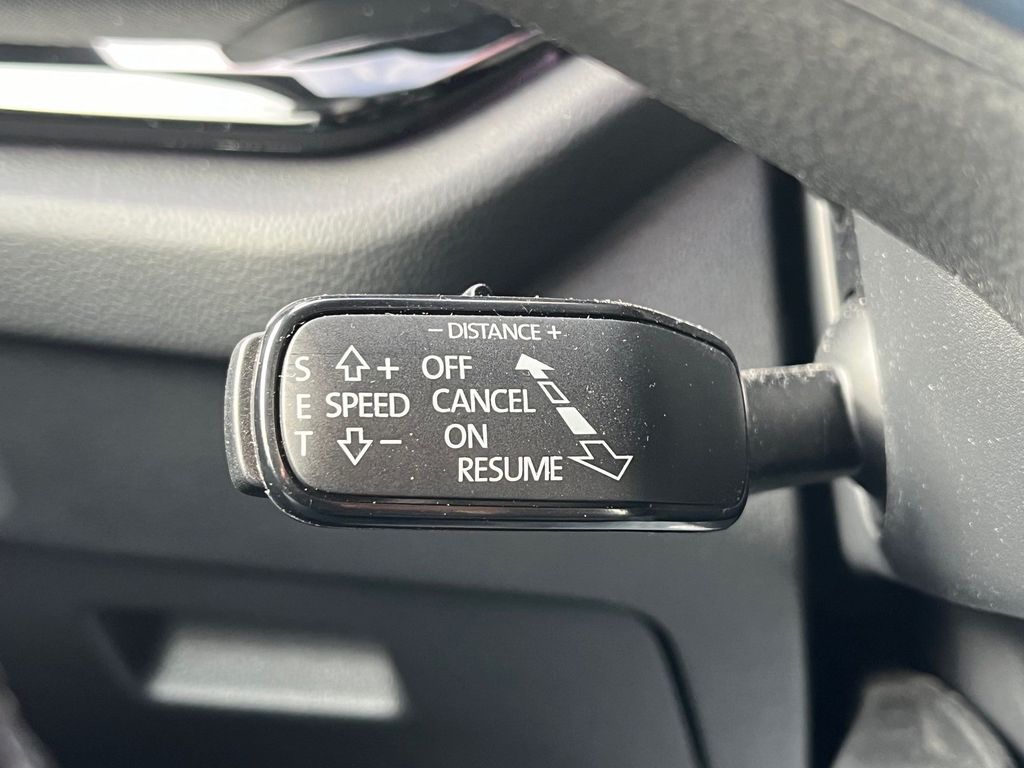 - DISTANCE +
S + OFF
E SPEED CANCEL
T - ON
RESUME